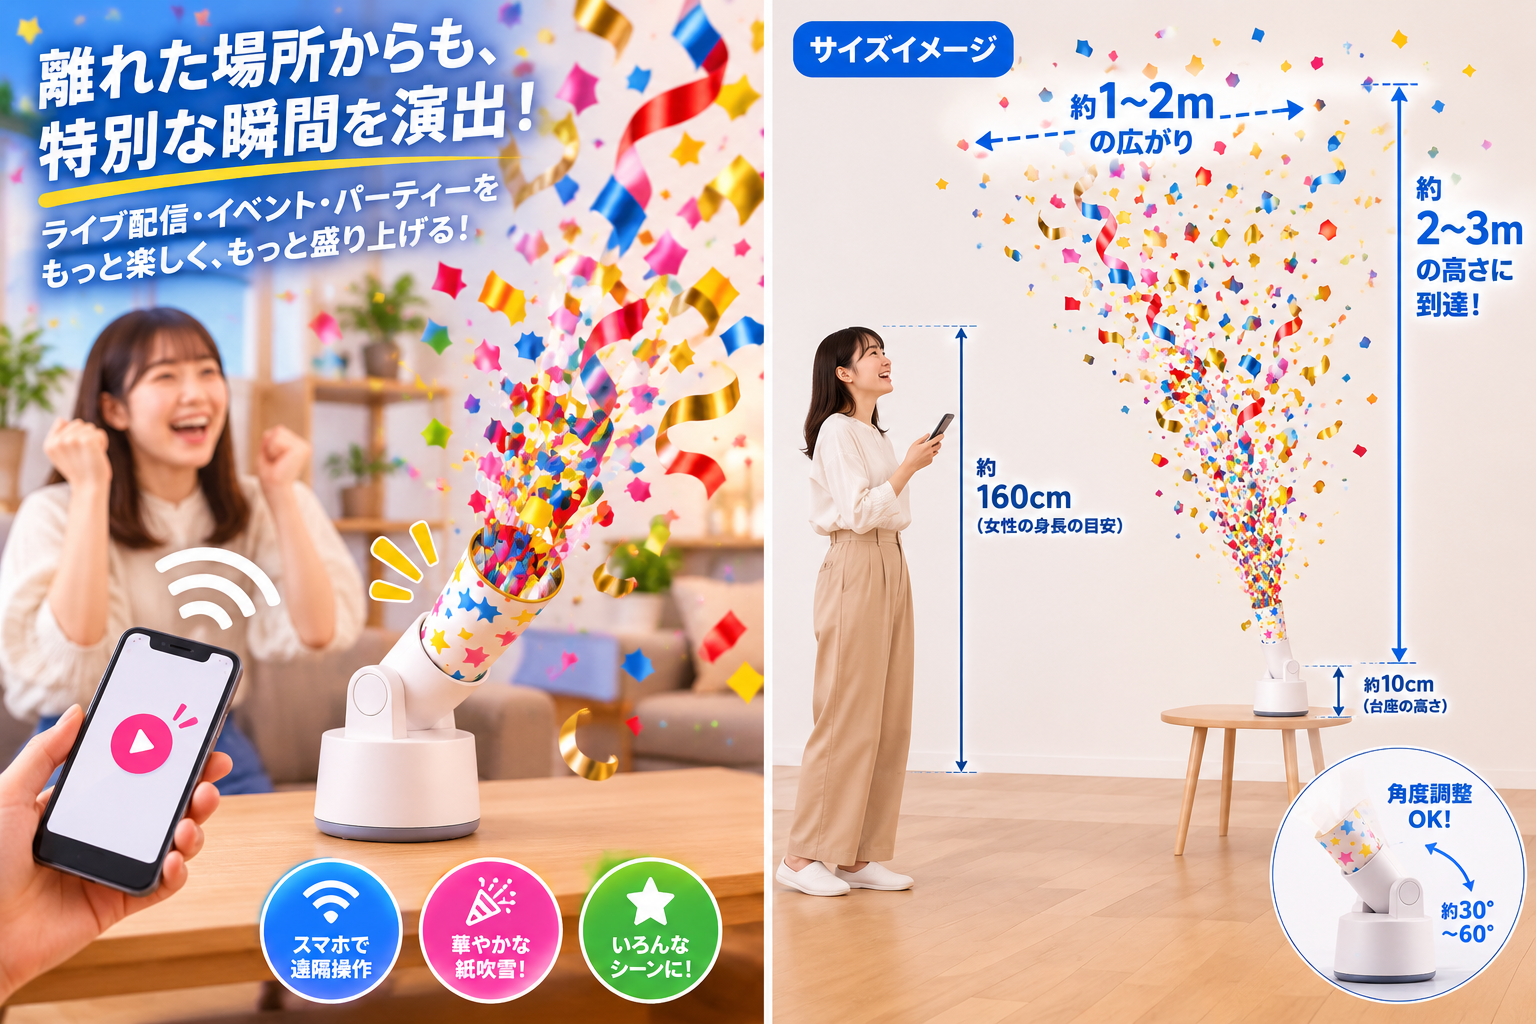 離れた場所からも、
特別な瞬間を演出！
ライブ配信・イベント・パーティーを
もっと楽しく、もっと盛り上げる！
スマホで
遠隔操作
華やかな
紙吹雪！
いろんな
シーンに！
サイズイメージ
約1～2m
の広がり
約
2～3m
の高さに
到達！
約
160cm
（女性の身長の目安）
約10cm
（台座の高さ）
角度調整
OK！
約30°
～60°